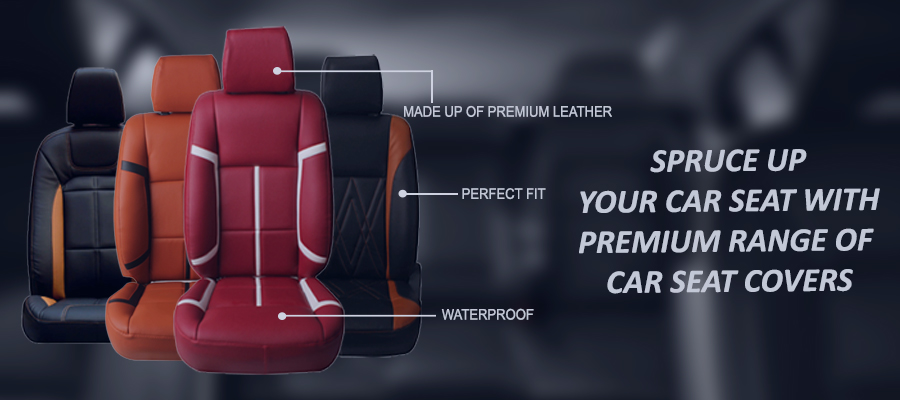 MADE UP OF PREMIUM LEATHER
PERFECT FIT
WATERPROOF
SPRUCE UP
YOUR CAR SEAT WITH
PREMIUM RANGE OF
CAR SEAT COVERS